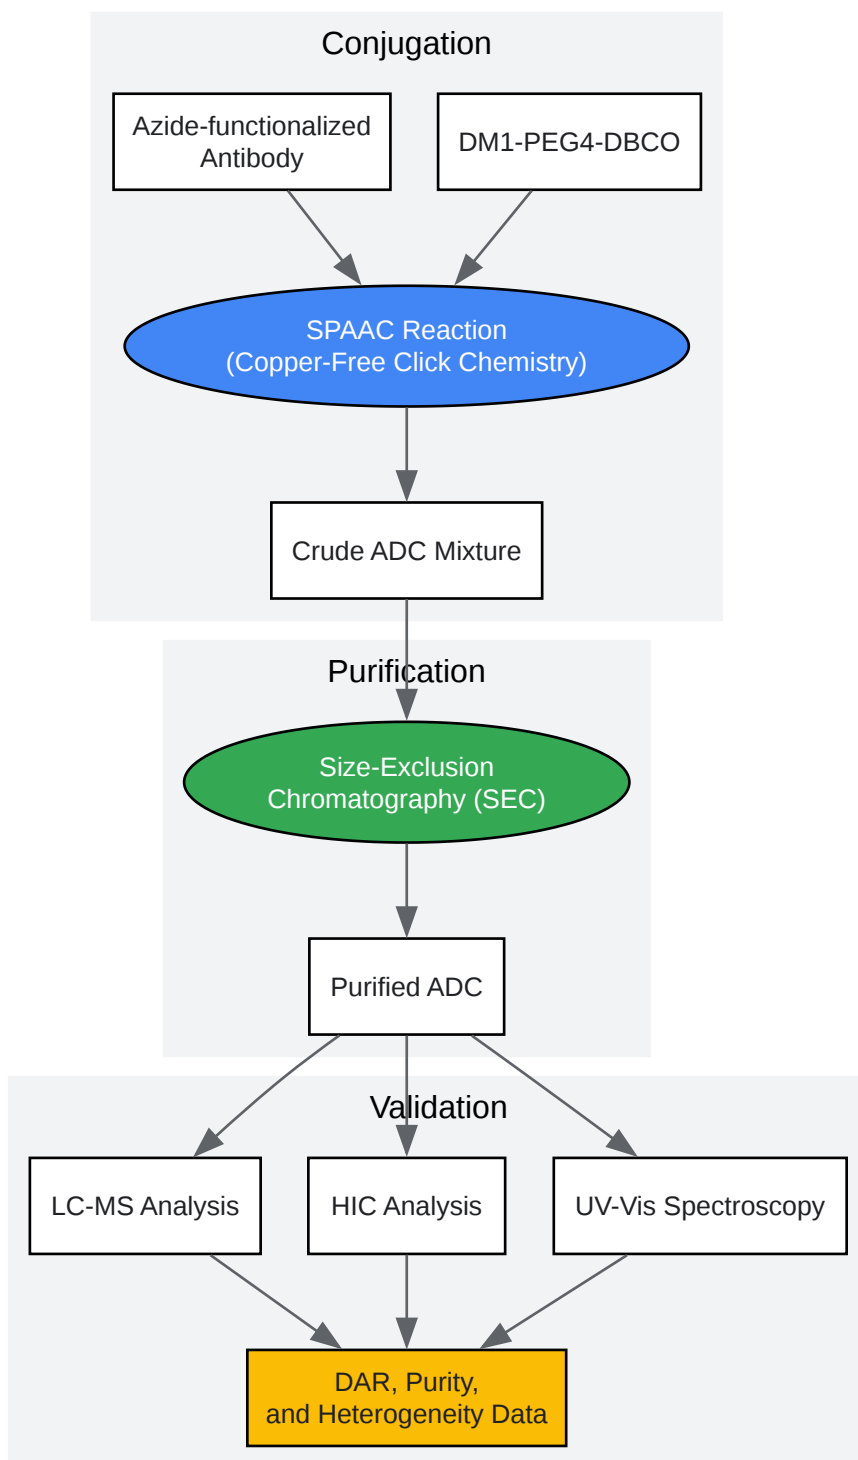 Conjugation
Azide-functionalized
Antibody
DM1-PEG4-DBCO
SPAAC Reaction
(Copper-Free Click Chemistry)
Crude ADC Mixture
Purification
Size-Exclusion
Chromatography (SEC)
Purified ADC
Validation
LC-MS Analysis
HIC Analysis
UV-Vis Spectroscopy
DAR, Purity,
and Heterogeneity Data